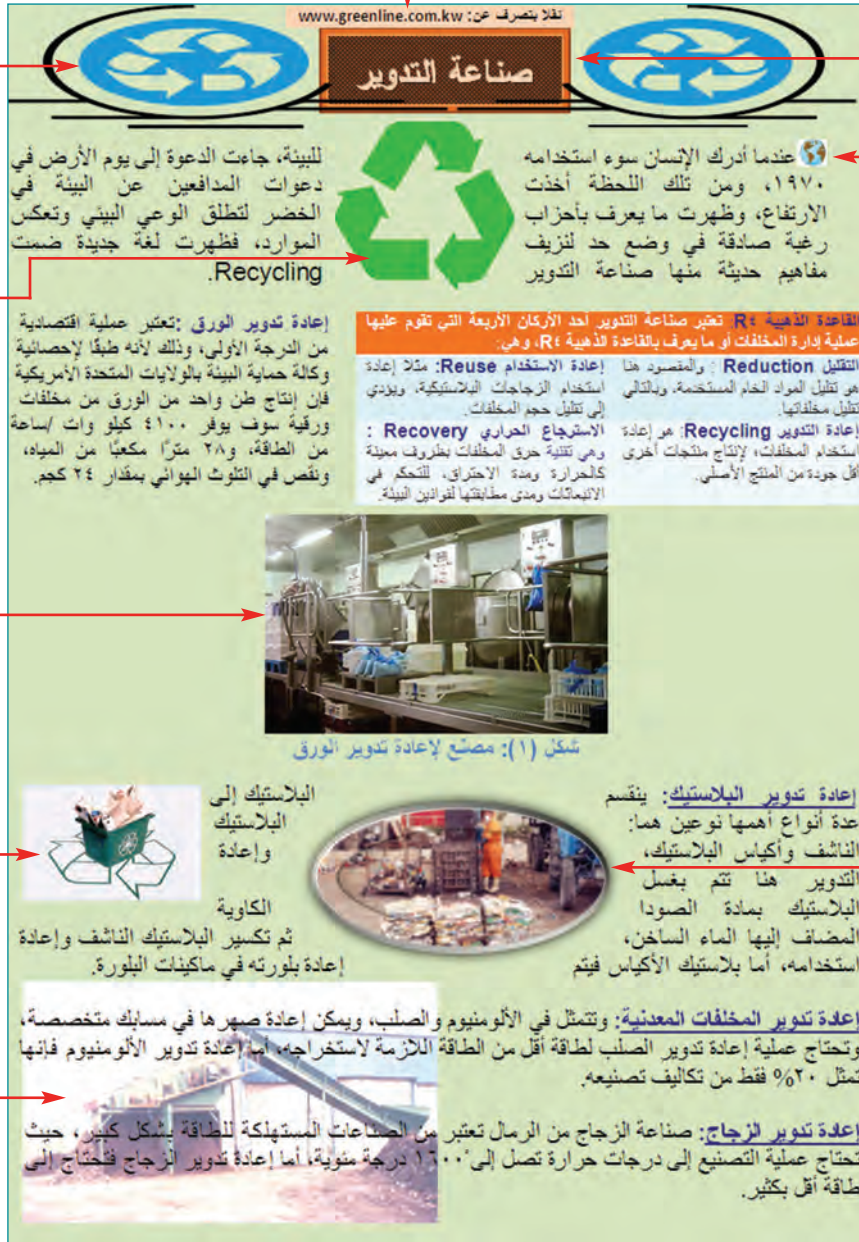 نقلا بتصرف عن: www.greenline.com.kw
صناعة التدوير
عندما أدرك الإنسان سوء استخدامه للبيئة، جاءت الدعوة إلى يوم الأرض في
١٩٧٠، ومن تلك اللحظة أخذت دعوات المدافعين عن البيئة في
الارتفاع، وظهرت ما يعرف بأحزاب الخضر لتطلق الوعي البيئي وتعكس
رغبة صادقة في وضع حد لنزيف الموارد، فظهرت لغة جديدة ضمت
مفاهيم حديثة منها صناعة التدوير Recycling.
القاعدة الذهبية R٤: تعتبر صناعة التدوير أحد الأركان الأربعة التي تقوم عليها
عملية إدارة المخلفات أو ما يعرف بالقاعدة الذهبية R٤، وهي:
التقليل Reduction : والمقصود هنا
هو تقليل المواد الخام المستخدمة، وبالتالي
تقليل مخلفاتها.
إعادة التدوير Recycling: هو إعادة
استخدام المخلفات، لإنتاج منتجات أخرى
أقل جودة من المنتج الأصلي.
إعادة الاستخدام Reuse: مثلا إعادة
استخدام الزجاجات البلاستيكية، ويؤدي
إلى تقليل حجم المخلفات.
الاسترجاع الحراري Recovery :
وهي تقنية حرق المخلفات بظروف معينة
كالحرارة ومدة الاحتراق، للتحكم في
الانبعاثات ومدى مطابقتها لقوانين البيئة.
إعادة تدوير الورق :تعتبر عملية اقتصادية
من الدرجة الأولى، وذلك لأنه طبقًا لإحصائية
وكالة حماية البيئة بالولايات المتحدة الأمريكية
فإن إنتاج طن واحد من الورق من مخلفات
ورقية سوف يوفر ٤١٠٠ كيلو وات /ساعة
من الطاقة، و٢٨ مترًا مكعبًا من المياه،
ونقص في التلوث الهوائي بمقدار ٢٤ كجم.
شكل (١): مصنع لإعادة تدوير الورق
إعادة تدوير البلاستيك: ينقسم البلاستيك إلى
عدة أنواع أهمها نوعين هما: البلاستيك
الناشف وأكياس البلاستيك، وإعادة
التدوير هنا تتم بغسل
البلاستيك بمادة الصودا الكاوية
المضاف إليها الماء الساخن، ثم تكسير البلاستيك الناشف وإعادة
استخدامه، أما بلاستيك الأكياس فيتم إعادة بلورته في ماكينات البلورة.
إعادة تدوير المخلفات المعدنية: وتتمثل في الألومنيوم والصلب، ويمكن إعادة صهرها في مسابك متخصصة،
وتحتاج عملية إعادة تدوير الصلب لطاقة أقل من الطاقة اللازمة لاستخراجه، أما إعادة تدوير الألومنيوم فإنها
تمثل ٢٠% فقط من تكاليف تصنيعه.
إعادة تدوير الزجاج: صناعة الزجاج من الرمال تعتبر من الصناعات المستهلكة للطاقة بشكل كبير، حيث
تحتاج عملية التصنيع إلى درجات حرارة تصل إلى ١٦٠٠ درجة مئوية، أما إعادة تدوير الزجاج فتحتاج إلى
طاقة أقل بكثير.